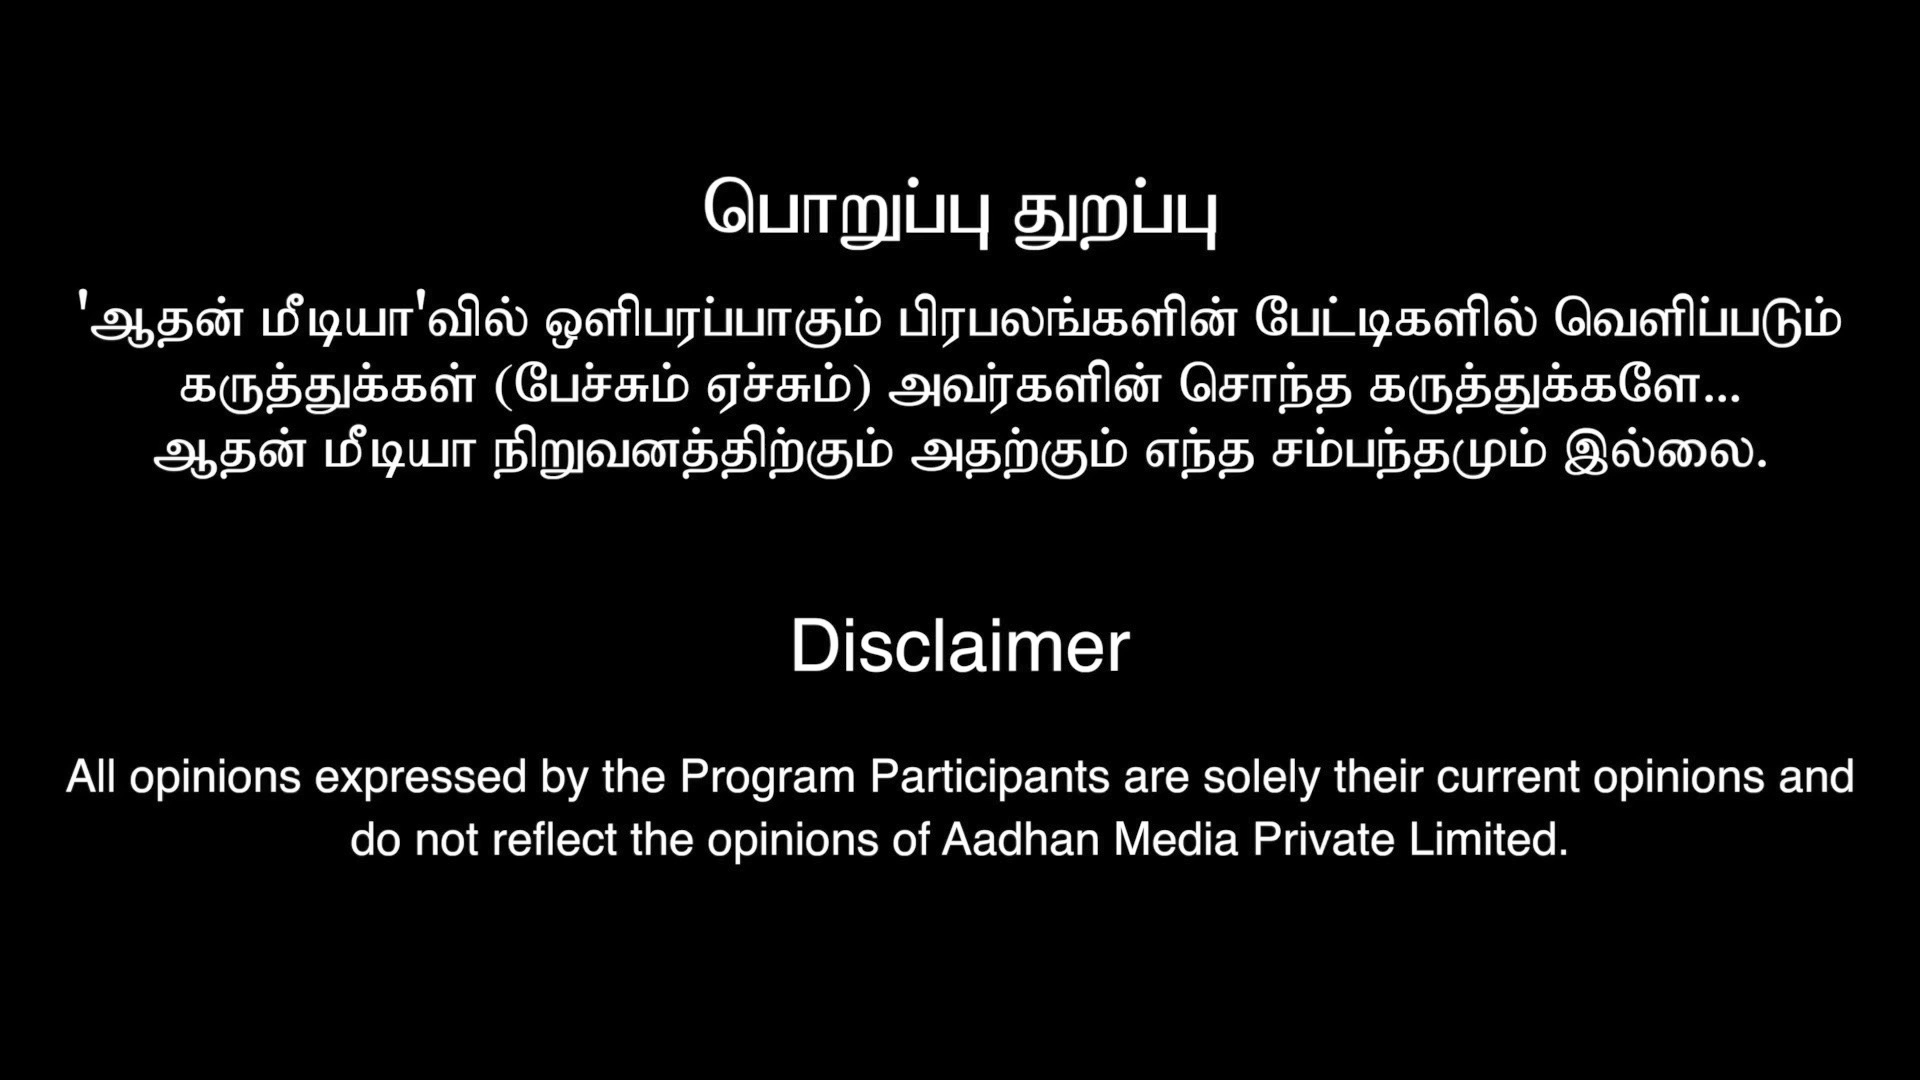 பொறுப்பு துறப்பு
'ஆதன் மீடியா'வில் ஒளிபரப்பாகும் பிரபலங்களின் பேட்டிகளில் வெளிப்படும்
கருத்துக்கள் (பேச்சும் ஏச்சும்) அவர்களின் சொந்த கருத்துக்களே...
ஆதன் மீடியா நிறுவனத்திற்கும் அதற்கும் எந்த சம்பந்தமும் இல்லை.
Disclaimer
All opinions expressed by the Program Participants are solely their current opinions and
do not reflect the opinions of Aadhan Media Private Limited.